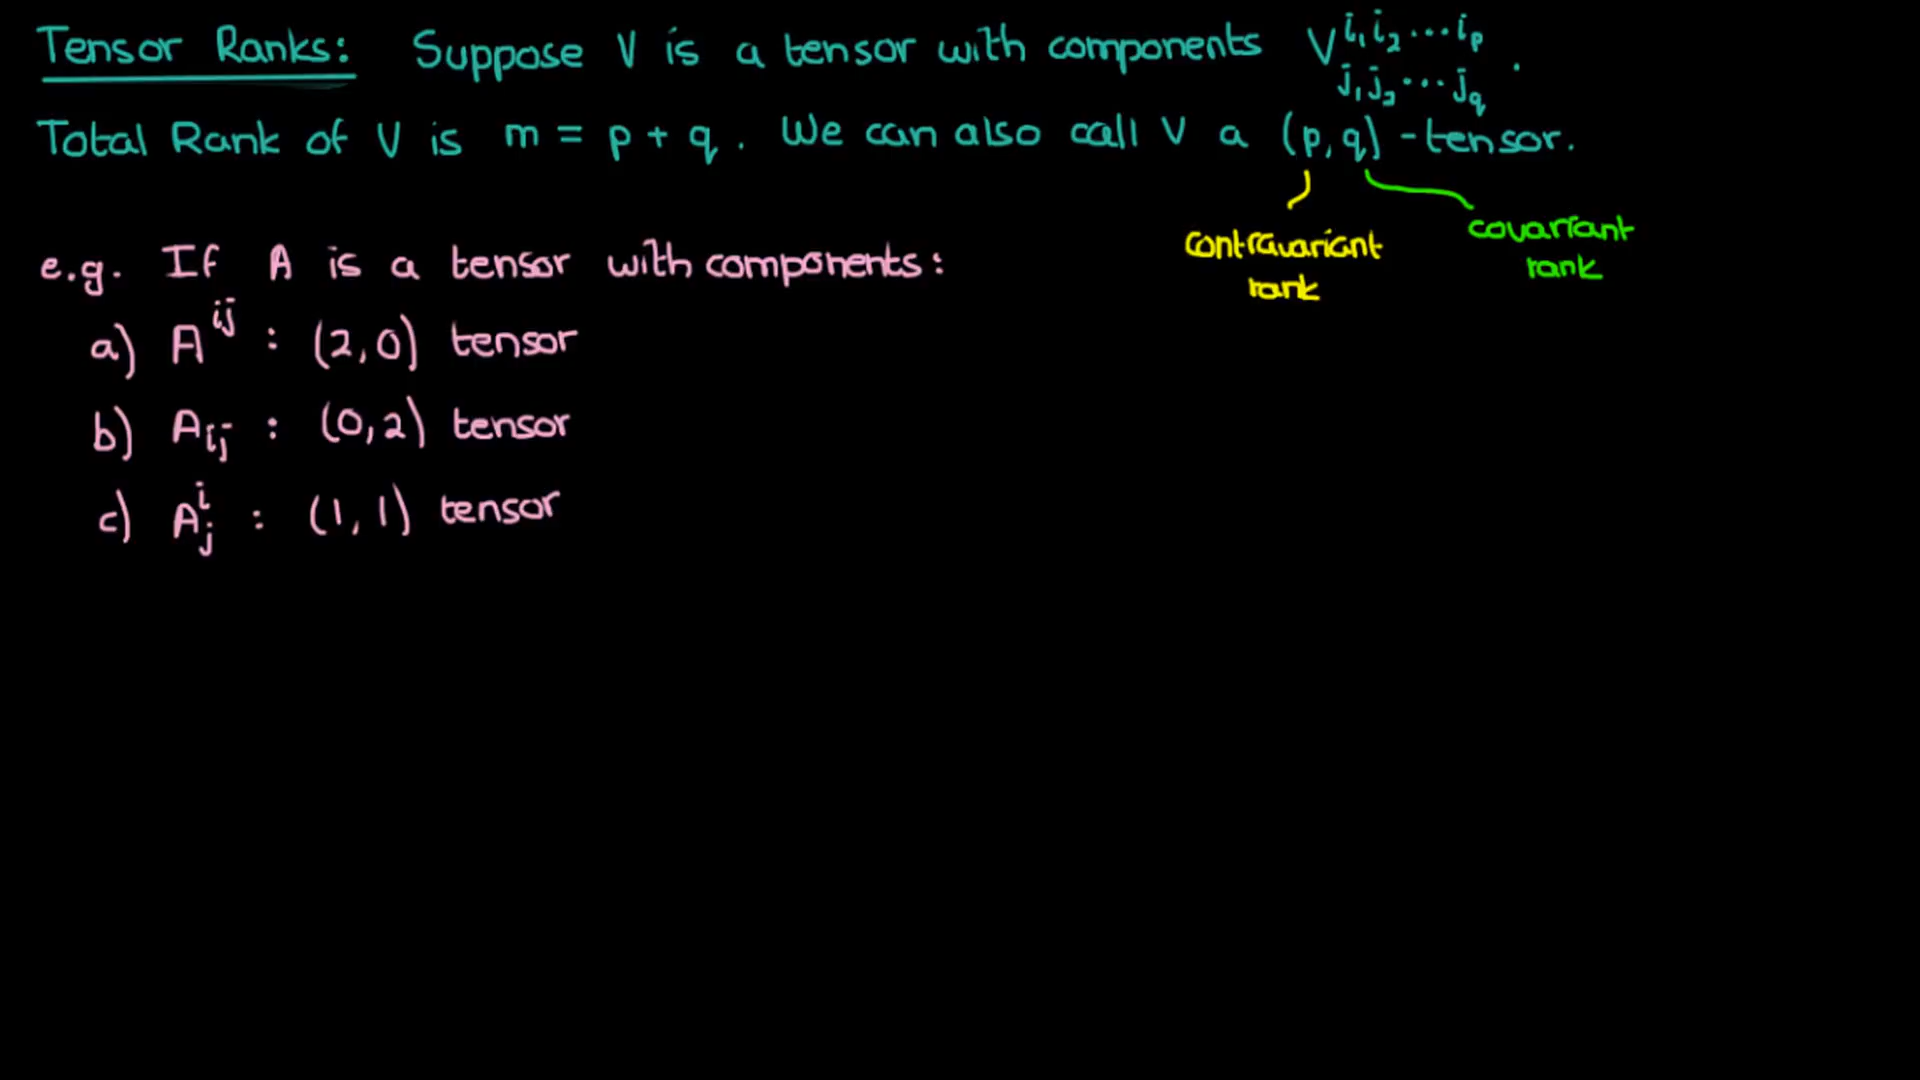 Tensor Ranks: Suppose V is a tensor with components V^{i₁i₂⋯i_p}_{j₁j₂⋯j_q}.
Total Rank of V is m = p + q. We can also call V a (p,q)-tensor.
contravariant rank
covariant rank
e.g. If A is a tensor with components:
a) A^{ij} : (2,0) tensor
b) A_{ij} : (0,2) tensor
c) A^{i}_{j} : (1,1) tensor